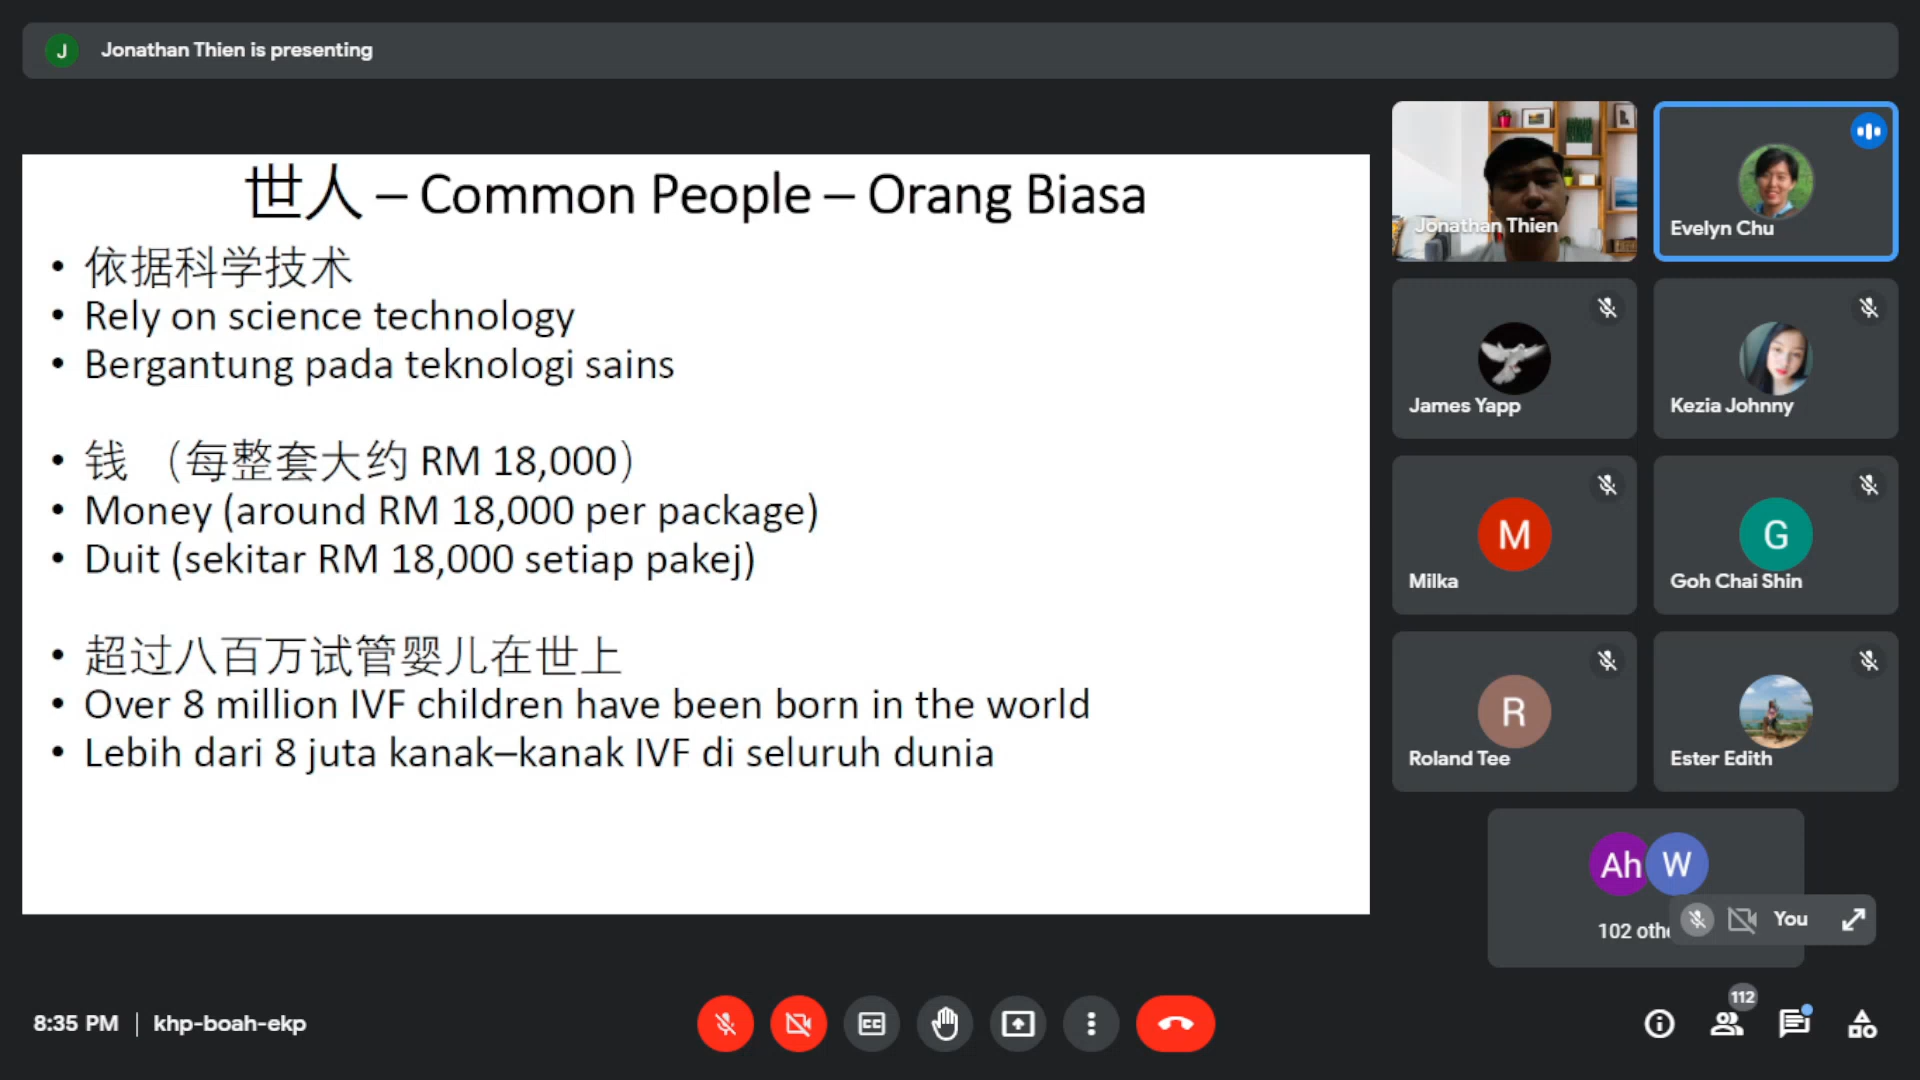 J Jonathan Thien is presenting
世人 – Common People – Orang Biasa
• 依据科学技术
• Rely on science technology
• Bergantung pada teknologi sains
• 钱 （每整套大约 RM 18,000）
• Money (around RM 18,000 per package)
• Duit (sekitar RM 18,000 setiap pakej)
• 超过八百万试管婴儿在世上
• Over 8 million IVF children have been born in the world
• Lebih dari 8 juta kanak–kanak IVF di seluruh dunia
Jonathan Thien
Evelyn Chu
James Yapp
Kezia Johnny
M
Milka
G
Goh Chai Shin
R
Roland Tee
Ester Edith
Ah W
102
You
8:35 PM | khp-boah-ekp
CC
112